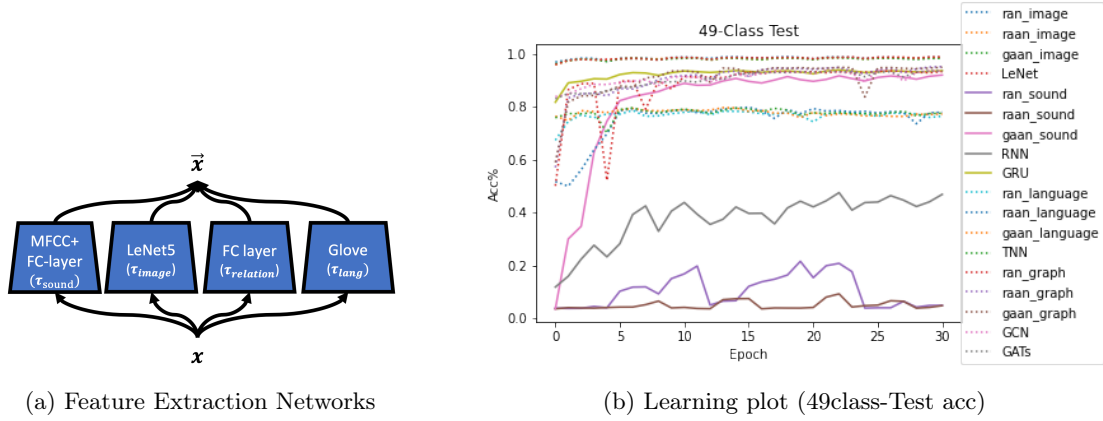 x⃗
MFCC+
FC-layer
(τsound)
LeNet5
(τimage)
FC layer
(τrelation)
Glove
(τlang)
x
(a) Feature Extraction Networks
49-Class Test
Acc%
1.0
0.8
0.6
0.4
0.2
0.0
0
5
10
15
20
25
30
Epoch
ran_image
raan_image
gaan_image
LeNet
ran_sound
raan_sound
gaan_sound
RNN
GRU
ran_language
raan_language
gaan_language
TNN
ran_graph
raan_graph
gaan_graph
GCN
GATs
(b) Learning plot (49class-Test acc)